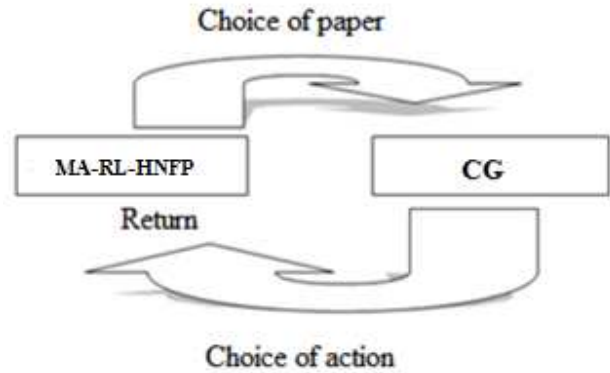 Choice of paper
MA-RL-HNFP
CG
Return
Choice of action